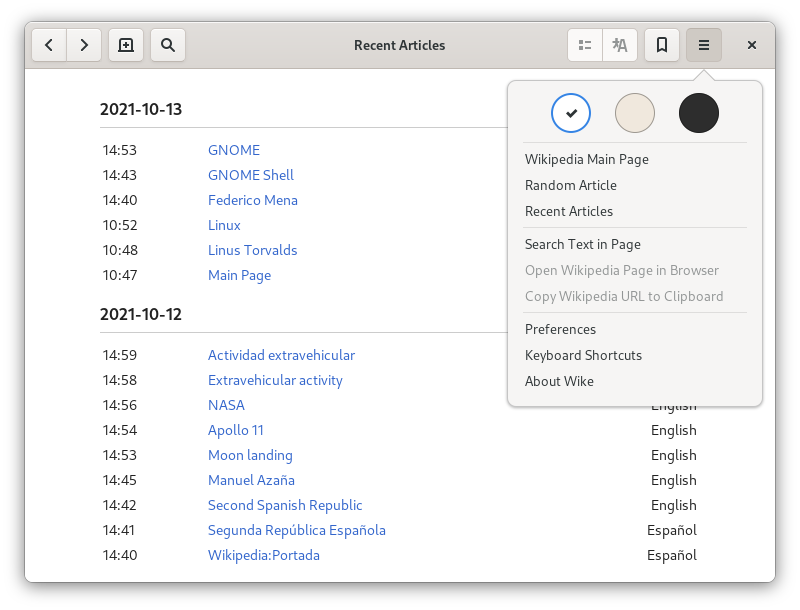 Recent Articles
2021-10-13
14:53 GNOME
14:43 GNOME Shell
14:40 Federico Mena
10:52 Linux
10:48 Linus Torvalds
10:47 Main Page
2021-10-12
14:59 Actividad extravehicular
14:58 Extravehicular activity
14:56 NASA English
14:54 Apollo 11 English
14:53 Moon landing English
14:45 Manuel Azaña English
14:42 Second Spanish Republic English
14:41 Segunda República Española Español
14:40 Wikipedia:Portada Español
Wikipedia Main Page
Random Article
Recent Articles
Search Text in Page
Open Wikipedia Page in Browser
Copy Wikipedia URL to Clipboard
Preferences
Keyboard Shortcuts
About Wike